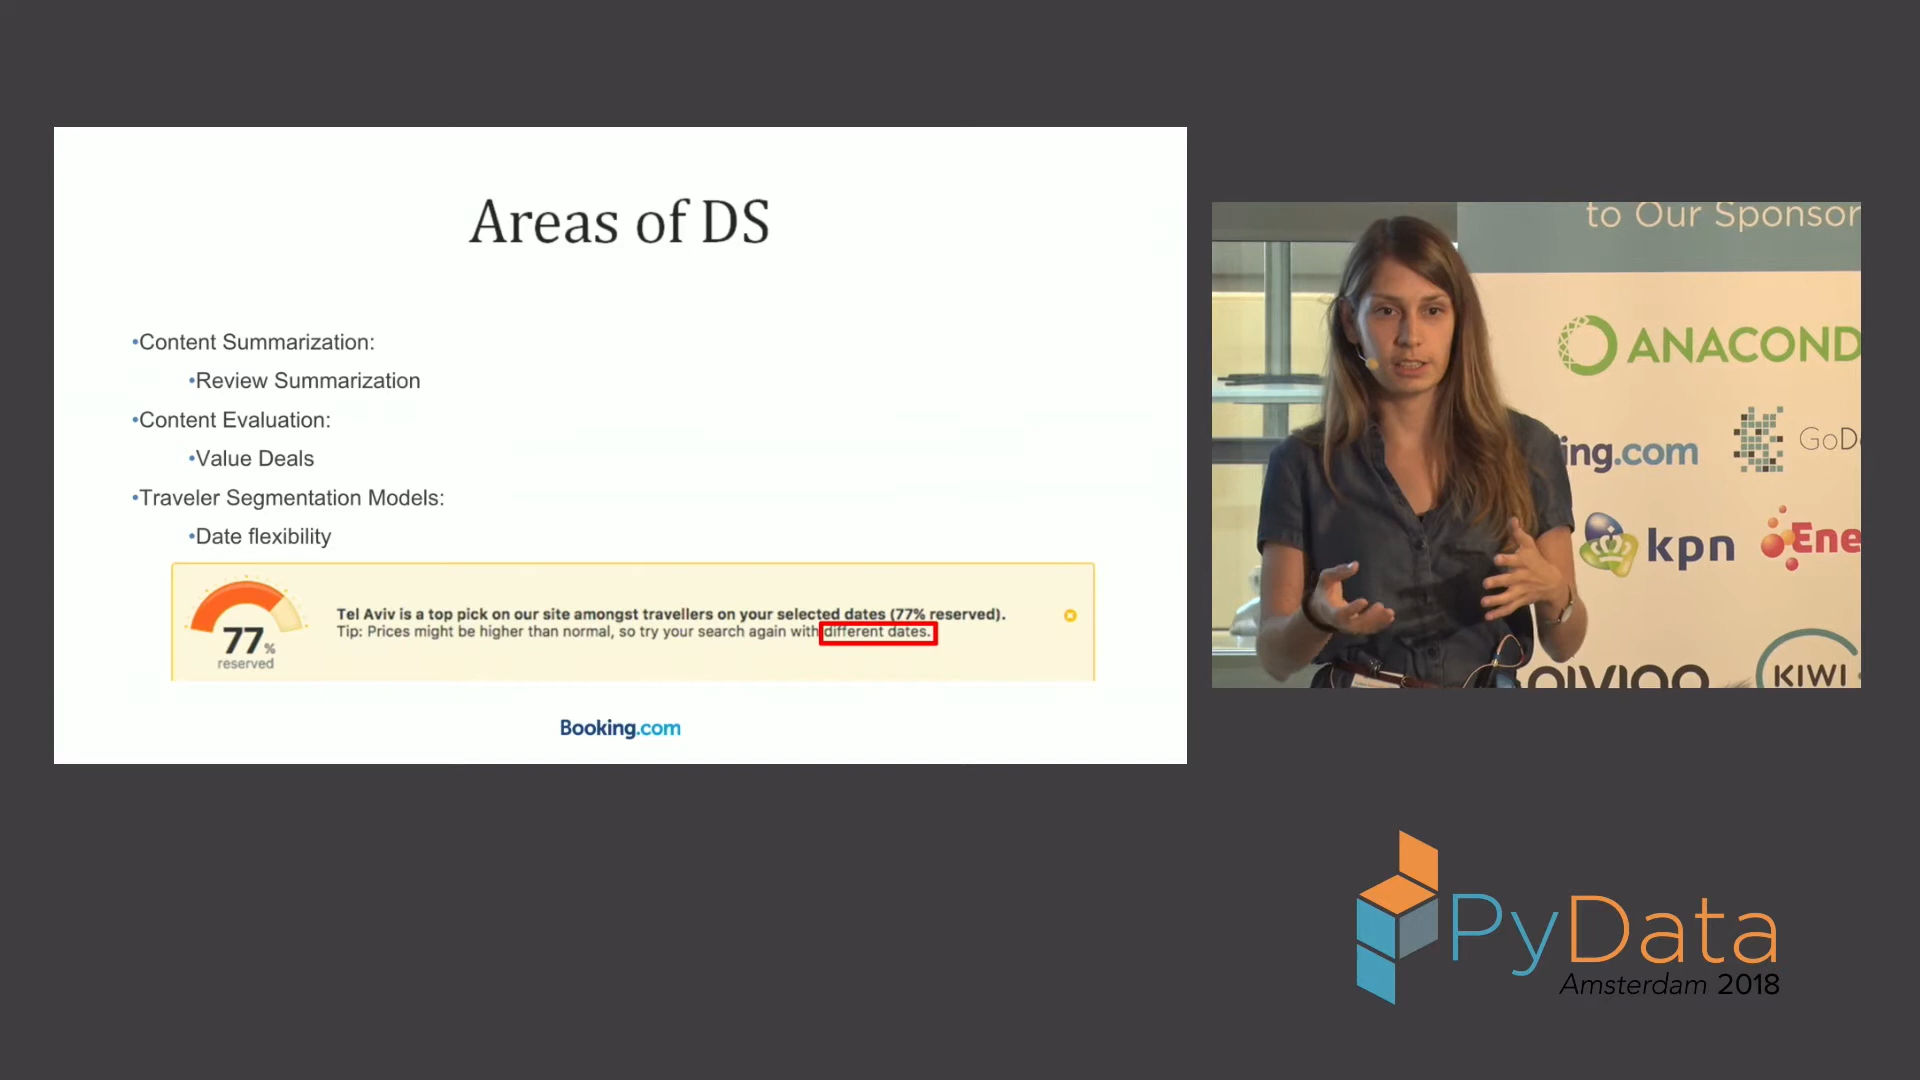 Areas of DS
•Content Summarization:
•Review Summarization
•Content Evaluation:
•Value Deals
•Traveler Segmentation Models:
•Date flexibility
77%
reserved
Tel Aviv is a top pick on our site amongst travellers on your selected dates (77% reserved).
Tip: Prices might be higher than normal, so try your search again with different dates.
Booking.com
to Our Sponsor
ANACOND
ing.com
GoD
kpn
Ene
KIWI
PyData
Amsterdam 2018